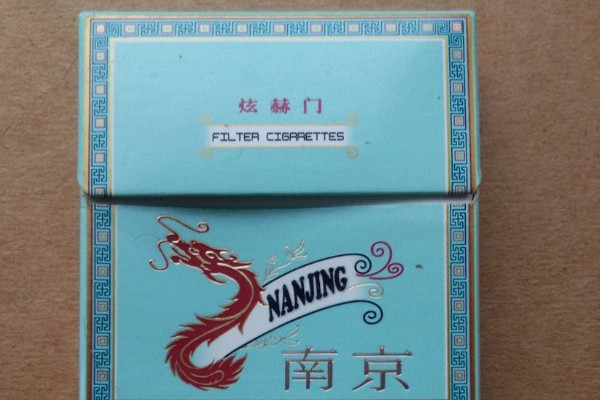 炫赫门
FILTER CIGARETTES
NANJING
南京